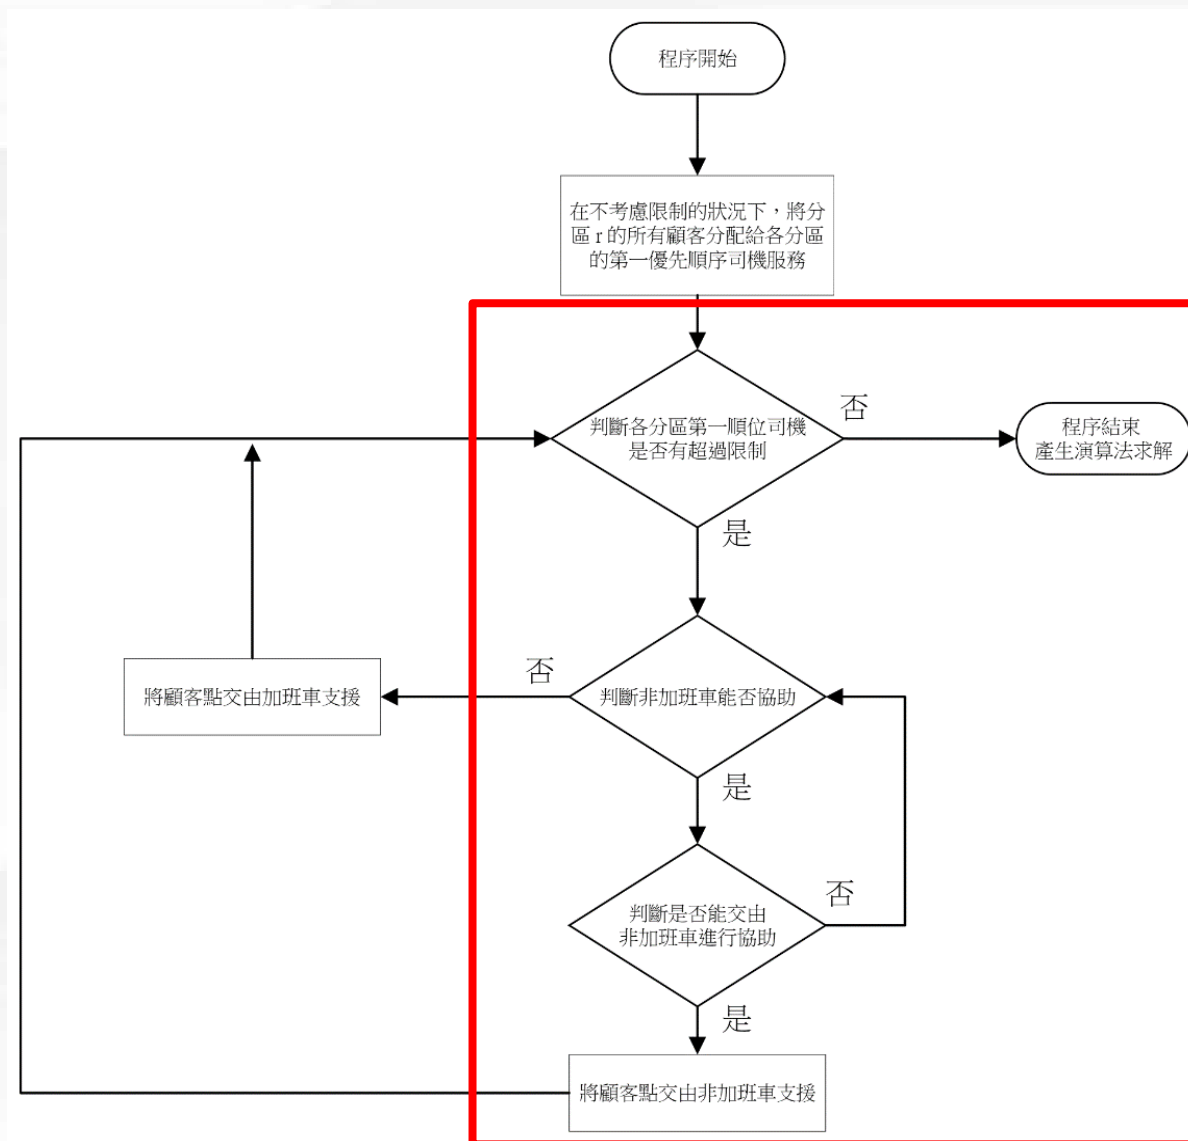 程序開始
在不考慮限制的狀況下，將分
區 r 的所有顧客分配給各分區
的第一優先順序司機服務
判斷各分區第一順位司機
是否有超過限制
否
程序結束
產生演算法求解
是
判斷非加班車能否協助
否
將顧客點交由加班車支援
是
判斷是否能交由
非加班車進行協助
否
是
將顧客點交由非加班車支援